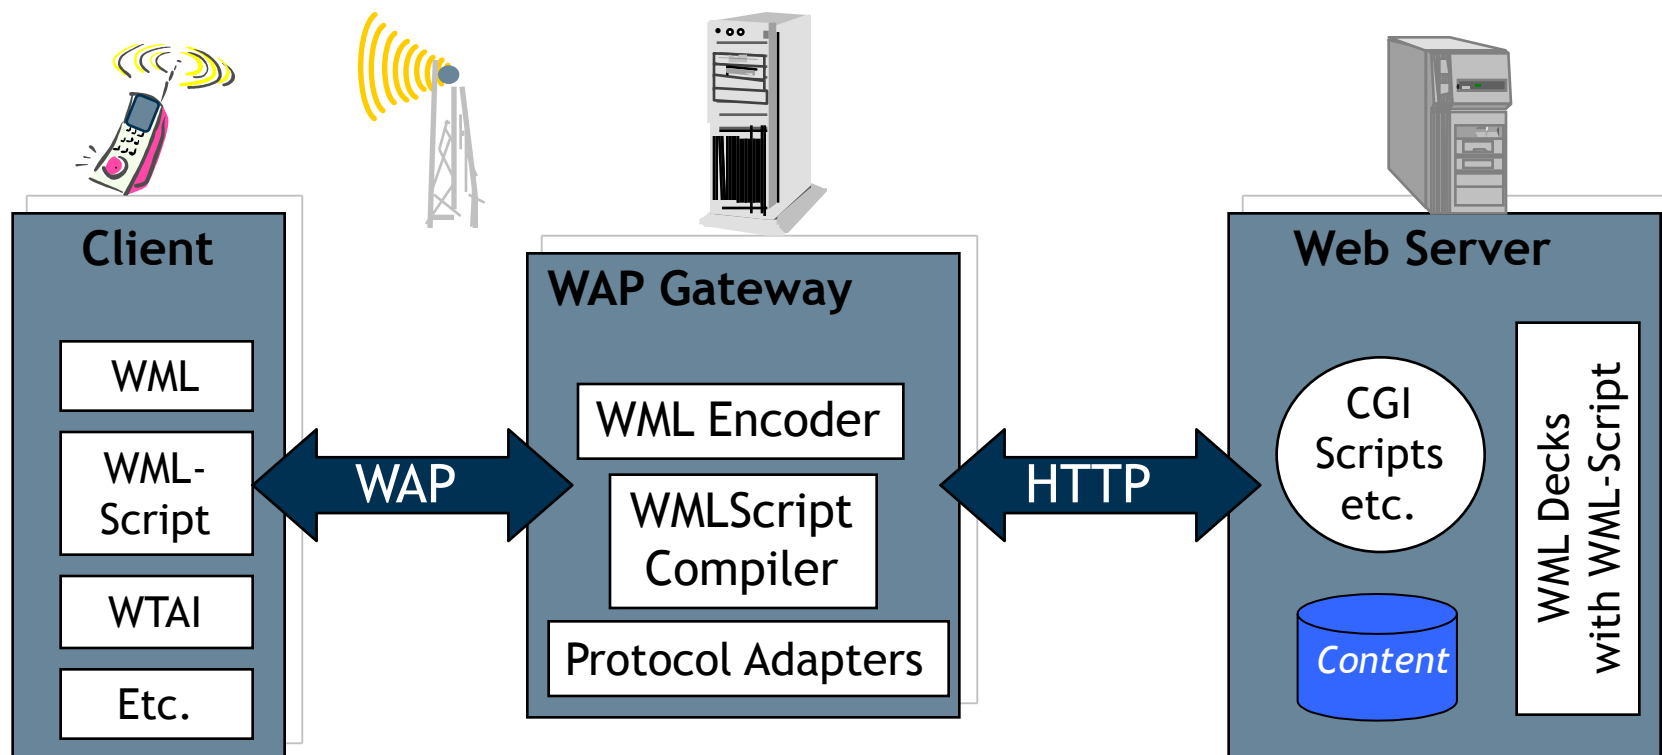 Client
WML
WML-
Script
WTAI
Etc.
WAP
WAP Gateway
WML Encoder
WMLScript
Compiler
Protocol Adapters
HTTP
Web Server
CGI
Scripts
etc.
Content
WML Decks
with WML-Script